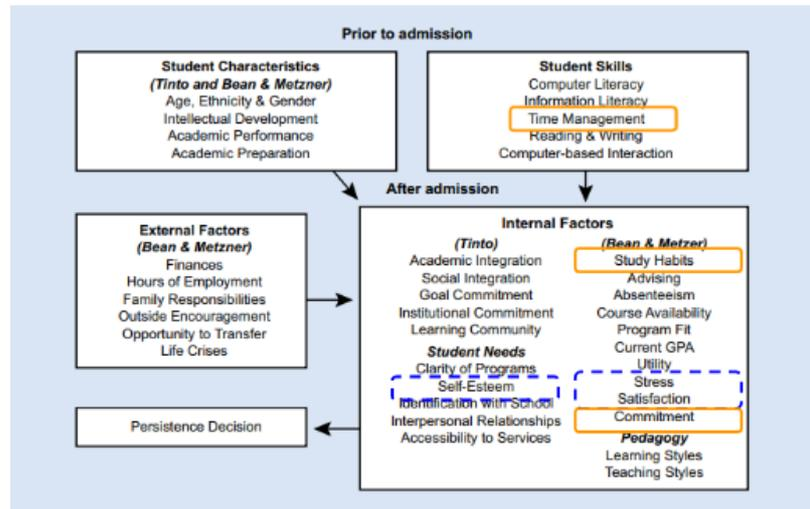 Prior to admission
Student Characteristics
(Tinto and Bean & Metzner)
Age, Ethnicity & Gender
Intellectual Development
Academic Performance
Academic Preparation
Student Skills
Computer Literacy
Information Literacy
Time Management
Reading & Writing
Computer-based Interaction
After admission
External Factors
(Bean & Metzner)
Finances
Hours of Employment
Family Responsibilities
Outside Encouragement
Opportunity to Transfer
Life Crises
Internal Factors
(Tinto)
Academic Integration
Social Integration
Goal Commitment
Institutional Commitment
Learning Community
Student Needs
Clarity of Programs
Self-Esteem
Identification with School
Interpersonal Relationships
Accessibility to Services
(Bean & Metzer)
Study Habits
Advising
Absenteeism
Course Availability
Program Fit
Current GPA
Utility
Stress
Satisfaction
Commitment
Pedagogy
Learning Styles
Teaching Styles
Persistence Decision